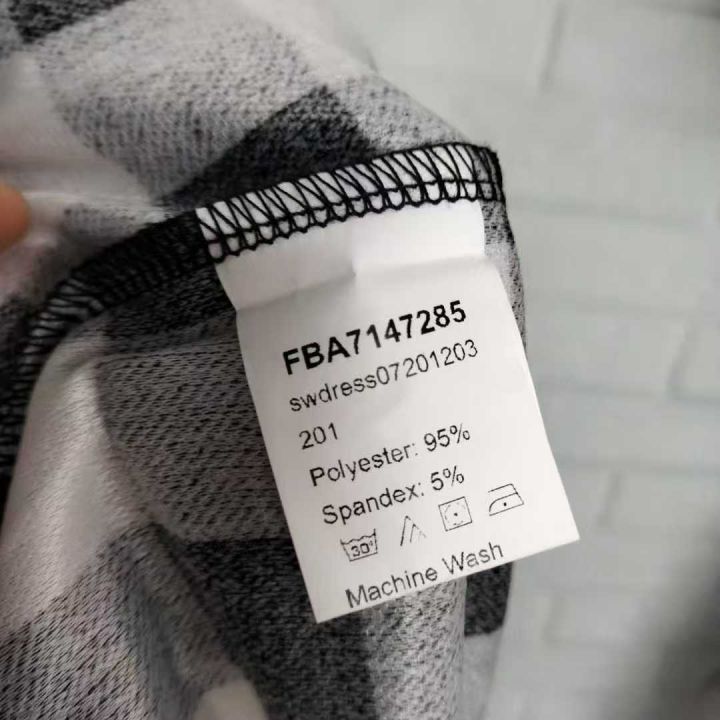 FBA7147285
swdress07201203
201
Polyester: 95%
Spandex: 5%
30°
Machine Wash